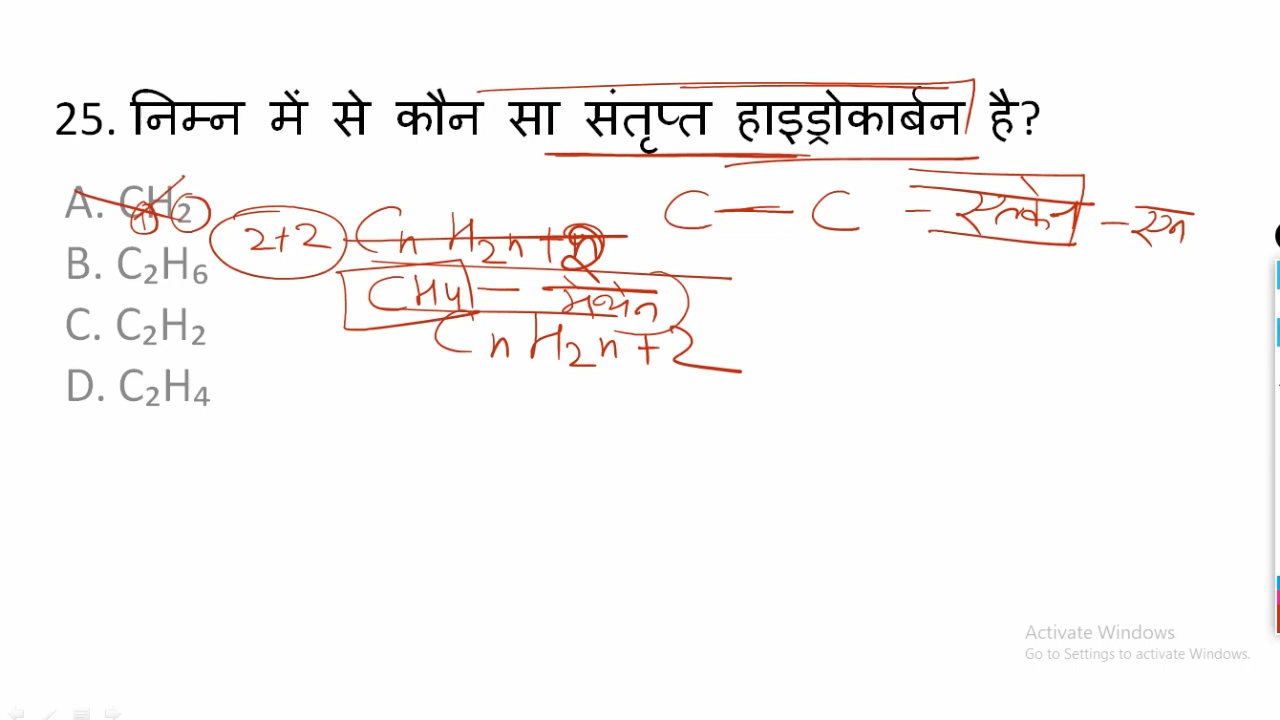 25. निम्न में से कौन सा संतृप्त हाइड्रोकार्बन है?
A. CH₂
B. C₂H₆
C. C₂H₂
D. C₂H₄
2+2
CnH2n+2
C — C = एल्केन – एन
CH4 — मेथेन
CnH2n+2
Activate Windows
Go to Settings to activate Windows.